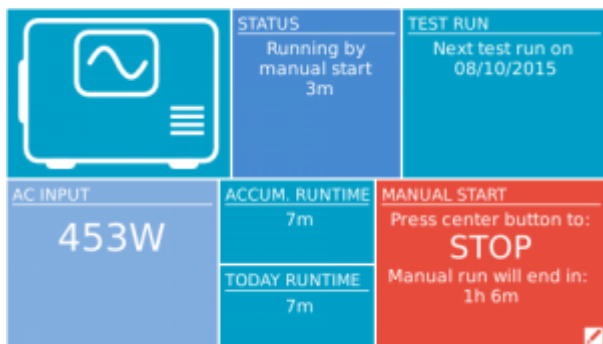 STATUS
Running by
manual start
3m
TEST RUN
Next test run on
08/10/2015
AC INPUT
453W
ACCUM. RUNTIME
7m
TODAY RUNTIME
7m
MANUAL START
Press center button to:
STOP
Manual run will end in:
1h 6m